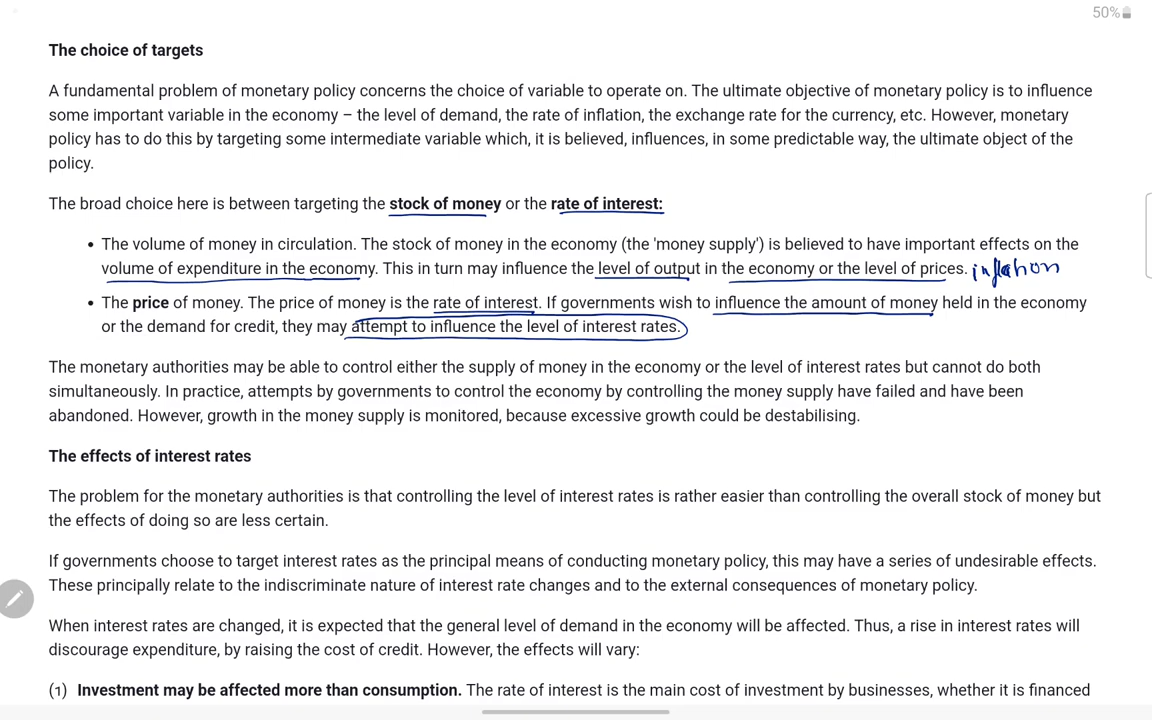 50%
The choice of targets
A fundamental problem of monetary policy concerns the choice of variable to operate on. The ultimate objective of monetary policy is to influence
some important variable in the economy – the level of demand, the rate of inflation, the exchange rate for the currency, etc. However, monetary
policy has to do this by targeting some intermediate variable which, it is believed, influences, in some predictable way, the ultimate object of the
policy.
The broad choice here is between targeting the stock of money or the rate of interest:
• The volume of money in circulation. The stock of money in the economy (the 'money supply') is believed to have important effects on the
volume of expenditure in the economy. This in turn may influence the level of output in the economy or the level of prices. inflation
• The price of money. The price of money is the rate of interest. If governments wish to influence the amount of money held in the economy
or the demand for credit, they may attempt to influence the level of interest rates.
The monetary authorities may be able to control either the supply of money in the economy or the level of interest rates but cannot do both
simultaneously. In practice, attempts by governments to control the economy by controlling the money supply have failed and have been
abandoned. However, growth in the money supply is monitored, because excessive growth could be destabilising.
The effects of interest rates
The problem for the monetary authorities is that controlling the level of interest rates is rather easier than controlling the overall stock of money but
the effects of doing so are less certain.
If governments choose to target interest rates as the principal means of conducting monetary policy, this may have a series of undesirable effects.
These principally relate to the indiscriminate nature of interest rate changes and to the external consequences of monetary policy.
When interest rates are changed, it is expected that the general level of demand in the economy will be affected. Thus, a rise in interest rates will
discourage expenditure, by raising the cost of credit. However, the effects will vary:
(1) Investment may be affected more than consumption. The rate of interest is the main cost of investment by businesses, whether it is financed